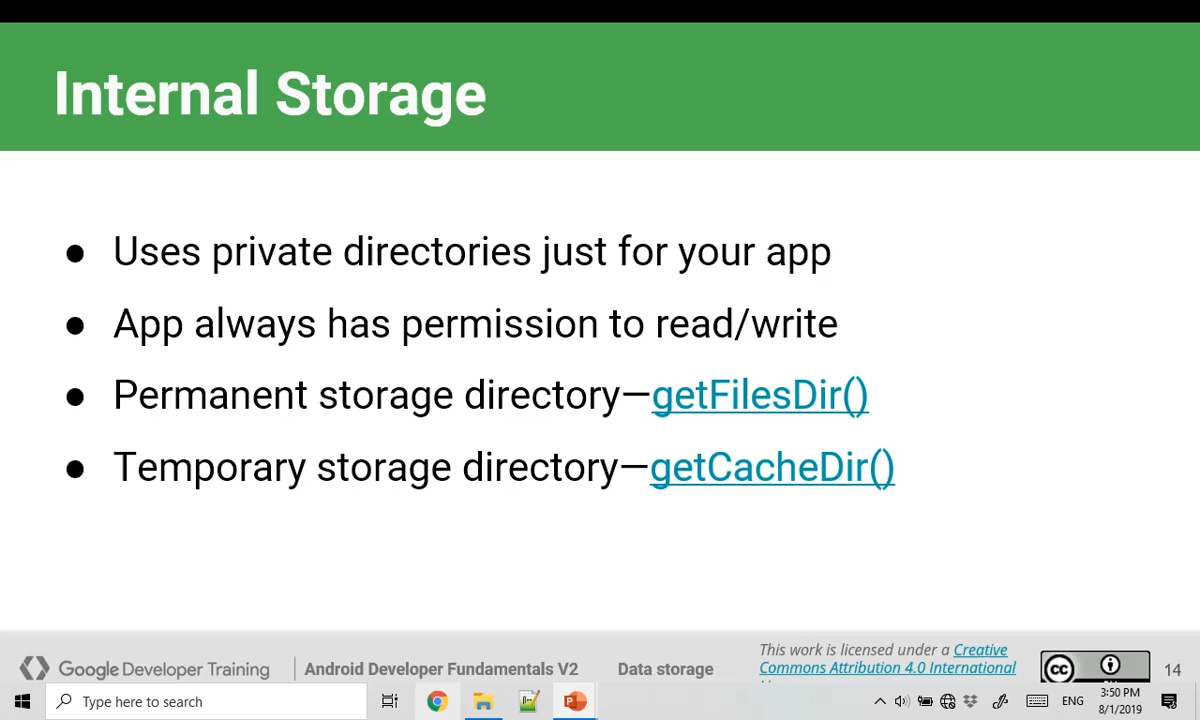 Internal Storage
● Uses private directories just for your app
● App always has permission to read/write
● Permanent storage directory—getFilesDir()
● Temporary storage directory—getCacheDir()
Google Developer Training
Android Developer Fundamentals V2
Data storage
This work is licensed under a Creative
Commons Attribution 4.0 International
cc
14
Type here to search
ENG
3:50 PM
8/1/2019